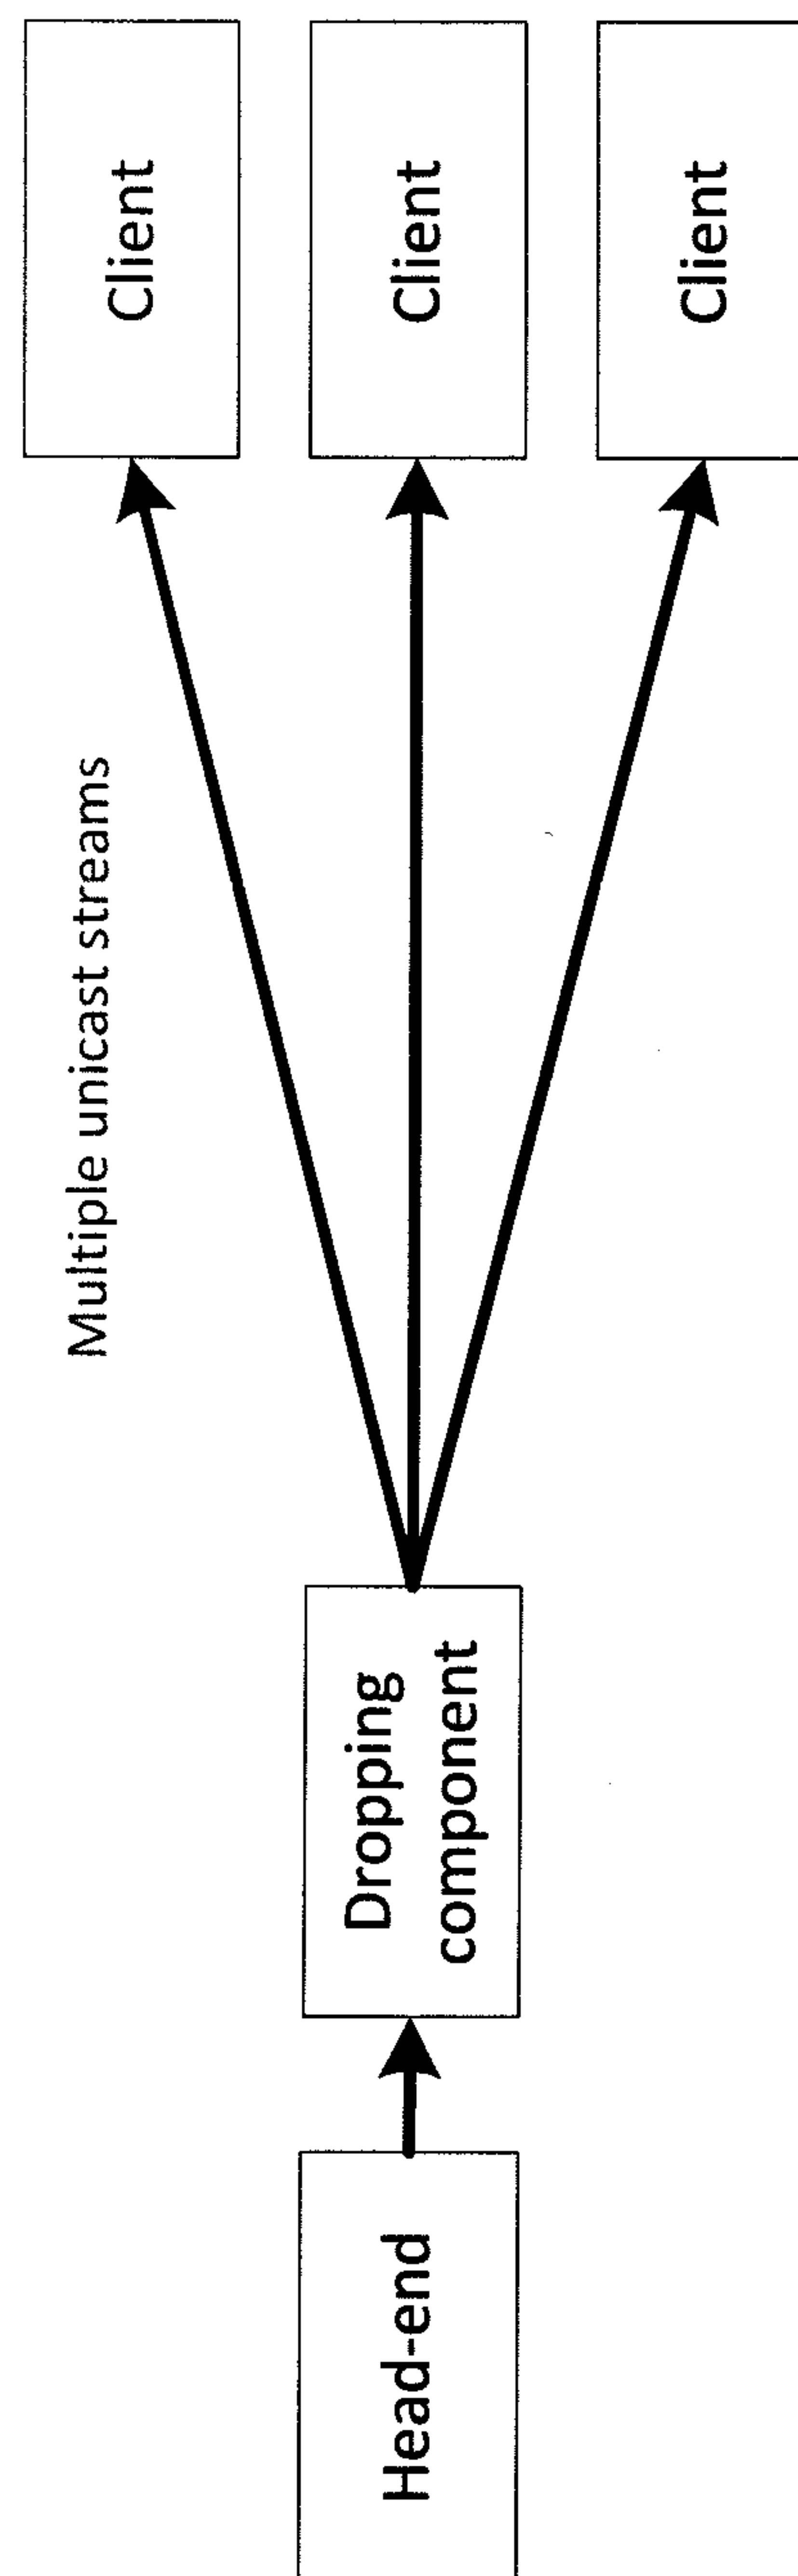 Multiple unicast streams
Client
Client
Client
Dropping
component
Head-end